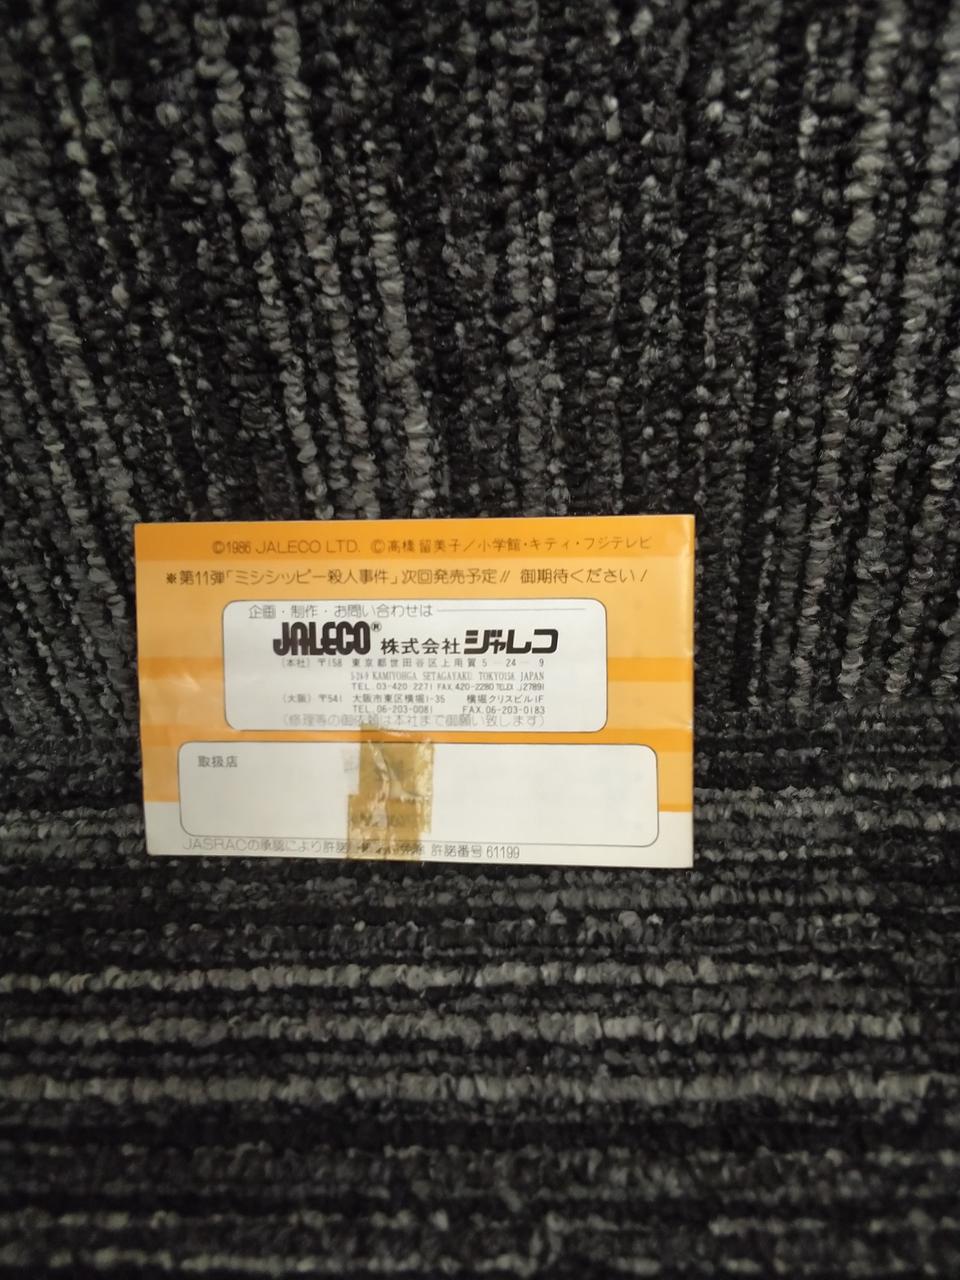 ©1986 JALECO LTD. ©高橋留美子／小学館・キティ・フジテレビ
※第11弾「ミシシッピー殺人事件」次回発売予定!! 御期待ください！
企画・制作・お問い合わせは
JALECO® 株式会社ジャレコ
〔本社〕〒158 東京都世田谷区上用賀5－24－9
5-24-9 KAMIYOHGA SETAGAYAKU. TOKYO158. JAPAN
TEL. 03-420-2271 FAX. 420-2280 TELEX J27891
〔大阪〕〒541 大阪市東区横堀1-35 横堀クリスビル1F
TEL. 06-203-0081 FAX. 06-203-0183
（修理等の御依頼は本社まで御願い致します）
取扱店
JASRACの承認により許諾 許諾番号 61199